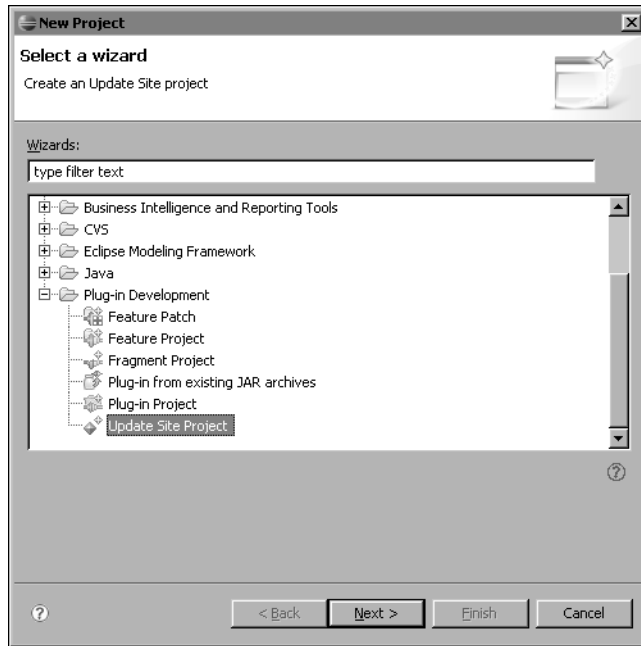 New Project
Select a wizard
Create an Update Site project
Wizards:
type filter text
Business Intelligence and Reporting Tools
CVS
Eclipse Modeling Framework
Java
Plug-in Development
Feature Patch
Feature Project
Fragment Project
Plug-in from existing JAR archives
Plug-in Project
Update Site Project
< Back
Next >
Finish
Cancel